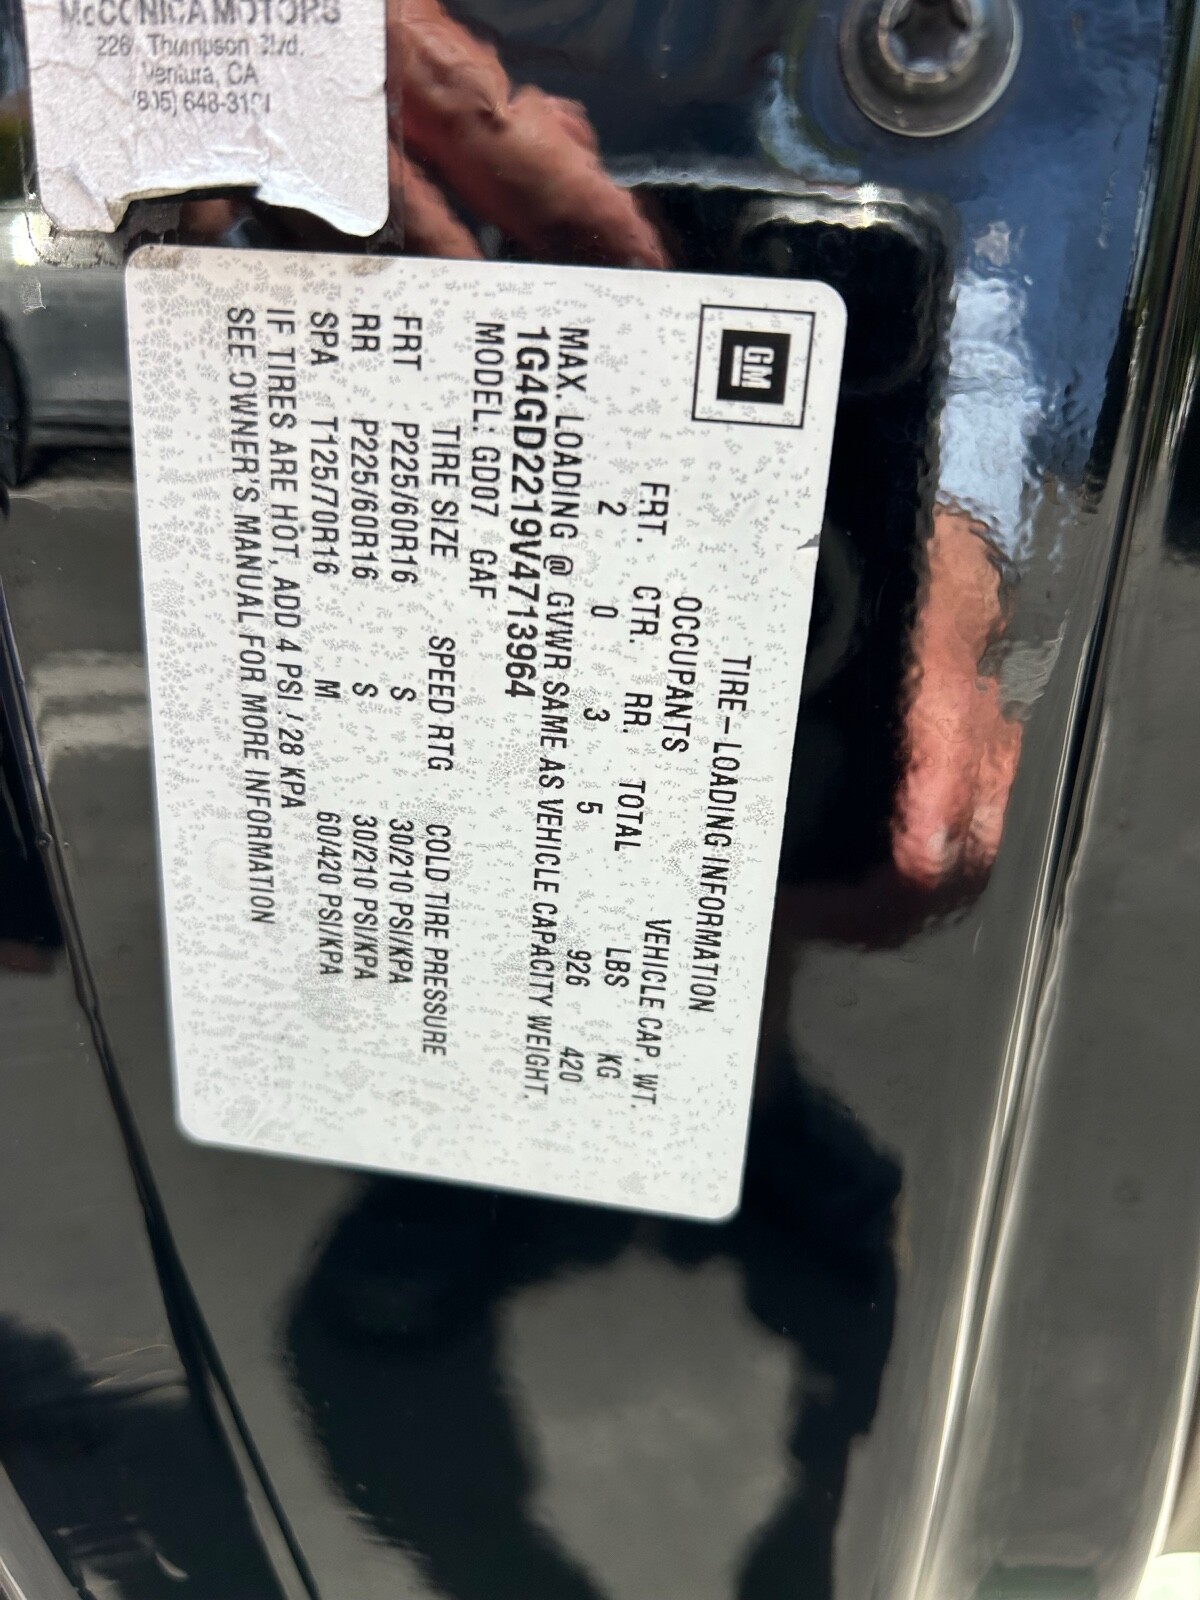 McCONICA MOTORS
Thompson Blvd.
Ventura, CA
GM
TIRE-LOADING INFORMATION
OCCUPANTS VEHICLE CAP. WT.
FRT. CTR. RR. TOTAL LBS KG
2 0 3 5 926 420
MAX. LOADING @ GVWR SAME AS VEHICLE CAPACITY WEIGHT.
1G4GD2219V4713964
MODEL: GD07 GAF
TIRE SIZE SPEED RTG COLD TIRE PRESSURE
FRT P225/60R16 S 30/210 PSI/KPA
RR P225/60R16 S 30/210 PSI/KPA
SPA T125/70R16 M 60/420 PSI/KPA
IF TIRES ARE HOT, ADD 4 PSI / 28 KPA
SEE OWNER'S MANUAL FOR MORE INFORMATION